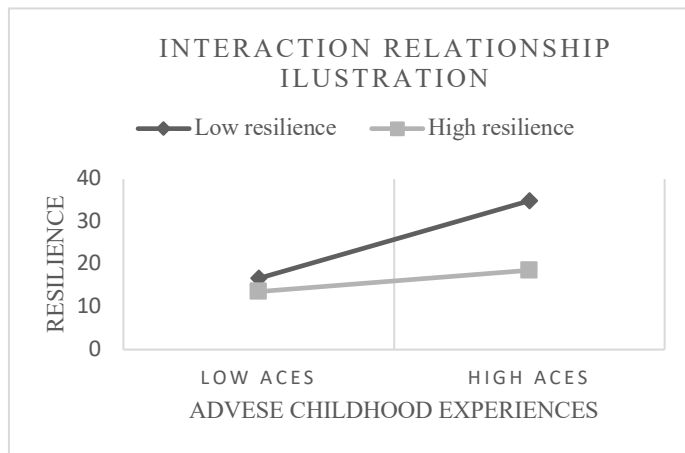 INTERACTION RELATIONSHIP
ILUSTRATION
Low resilience
High resilience
RESILIENCE
40
30
20
10
0
LOW ACES
HIGH ACES
ADVESE CHILDHOOD EXPERIENCES